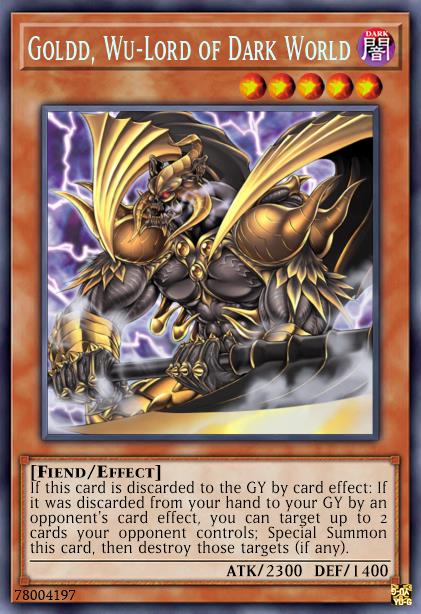 GOLDD, WU-LORD OF DARK WORLD
DARK
闇
[FIEND/EFFECT]
If this card is discarded to the GY by card effect: If
it was discarded from your hand to your GY by an
opponent's card effect, you can target up to 2
cards your opponent controls; Special Summon
this card, then destroy those targets (if any).
ATK/2300 DEF/1400
78004197